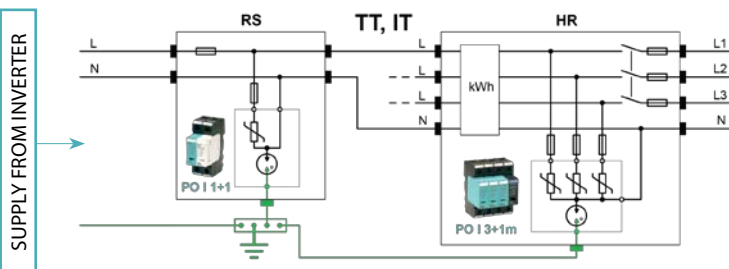 RS
TT, IT
HR
SUPPLY FROM INVERTER
L
N
L
L
L
N
kWh
L1
L2
L3
N
PO I 1+1
PO I 3+1m